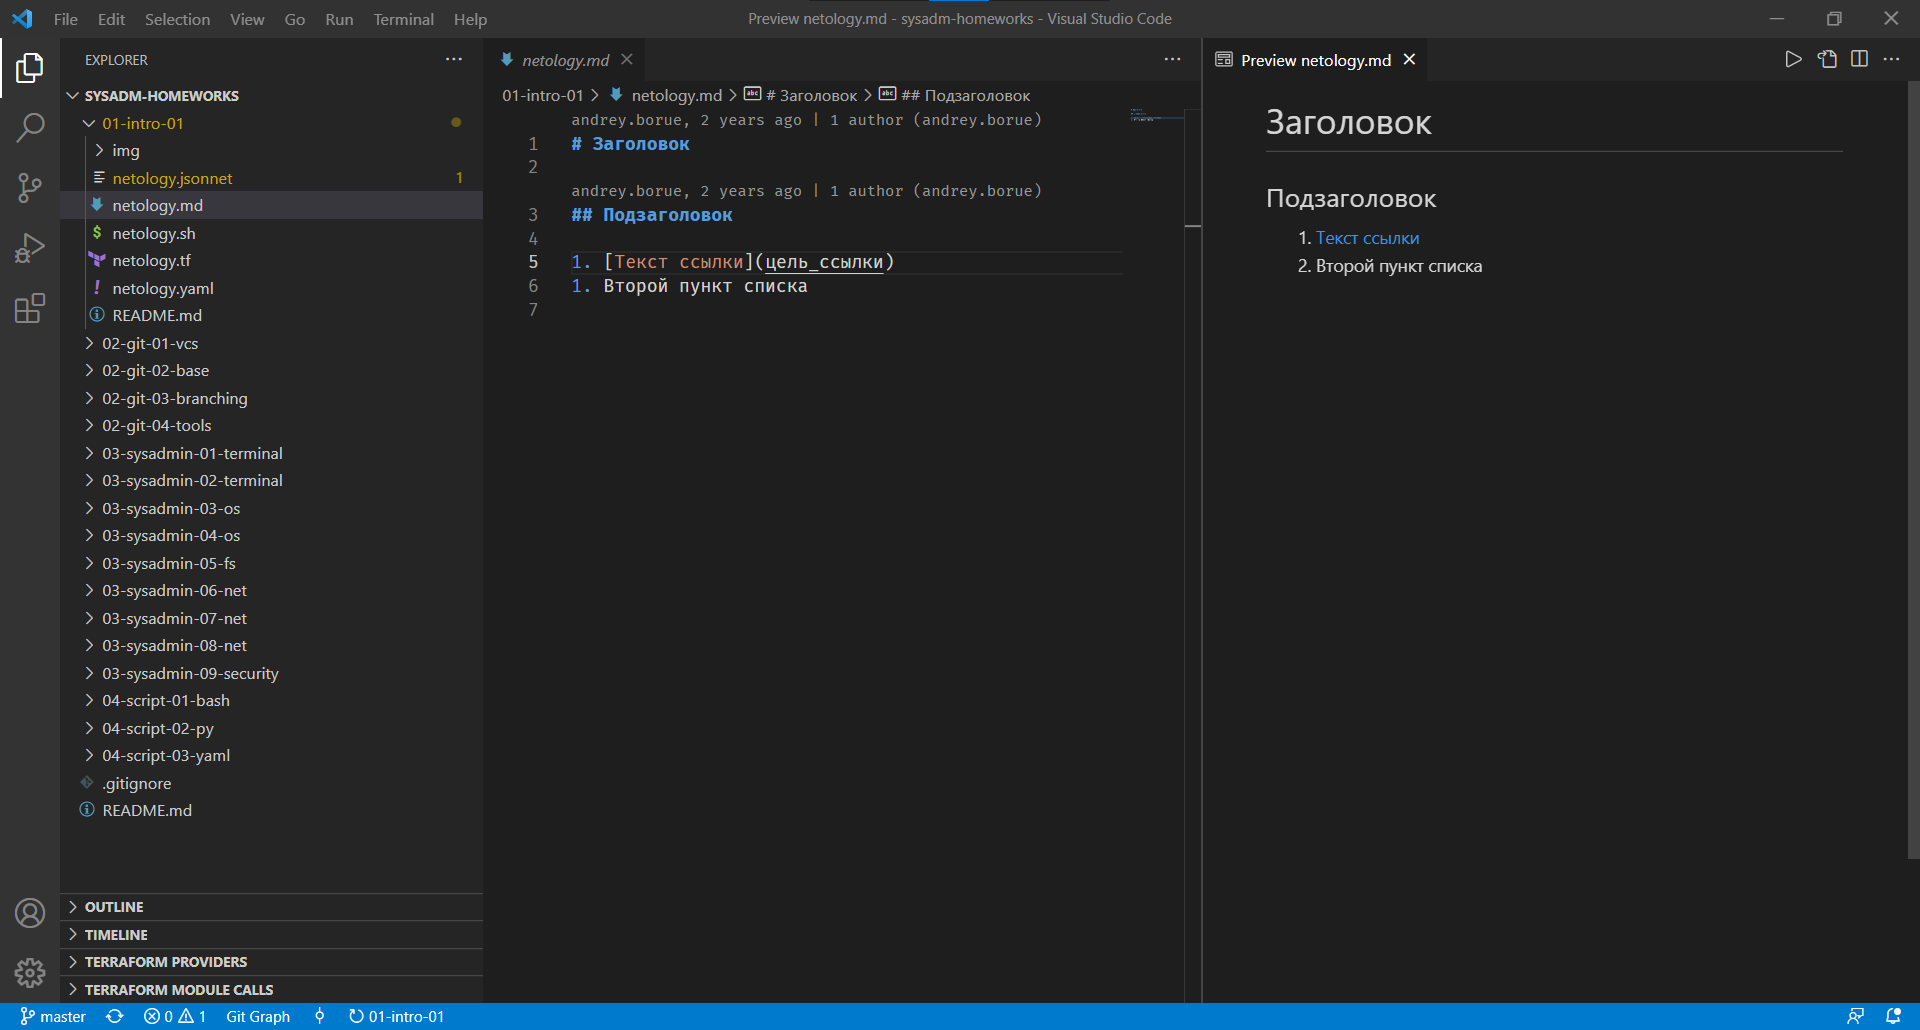 File Edit Selection View Go Run Terminal Help
Preview netology.md - sysadm-homeworks - Visual Studio Code
EXPLORER
SYSADM-HOMEWORKS
01-intro-01
img
netology.jsonnet 1
netology.md
netology.sh
netology.tf
netology.yaml
README.md
02-git-01-vcs
02-git-02-base
02-git-03-branching
02-git-04-tools
03-sysadmin-01-terminal
03-sysadmin-02-terminal
03-sysadmin-03-os
03-sysadmin-04-os
03-sysadmin-05-fs
03-sysadmin-06-net
03-sysadmin-07-net
03-sysadmin-08-net
03-sysadmin-09-security
04-script-01-bash
04-script-02-py
04-script-03-yaml
.gitignore
README.md
OUTLINE
TIMELINE
TERRAFORM PROVIDERS
TERRAFORM MODULE CALLS
netology.md
01-intro-01 > netology.md > # Заголовок > ## Подзаголовок
andrey.borue, 2 years ago | 1 author (andrey.borue)
1 # Заголовок
2
andrey.borue, 2 years ago | 1 author (andrey.borue)
3 ## Подзаголовок
4
5 1. [Текст ссылки](цель_ссылки)
6 1. Второй пункт списка
7
Preview netology.md
Заголовок
Подзаголовок
1. Текст ссылки
2. Второй пункт списка
master 0 1 Git Graph 01-intro-01